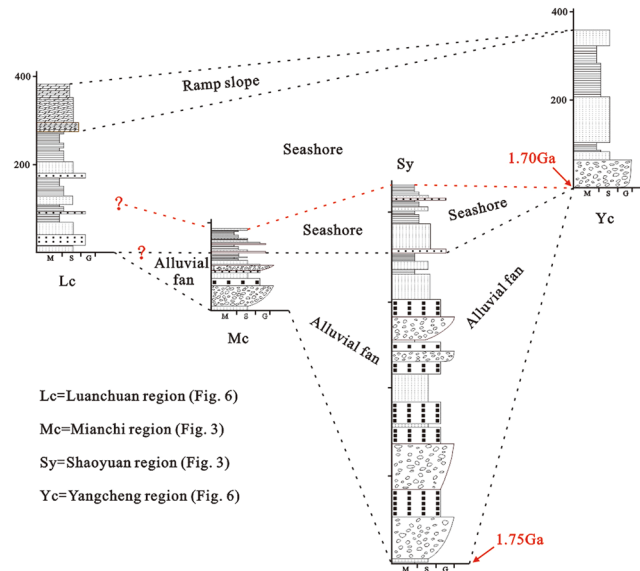 400
400
Ramp slope
200
Seashore
200
Sy
1.70Ga
?
Seashore
M S G
Seashore
Yc
?
M S G
Alluvial
fan
Lc
M S G
Mc
Alluvial fan
Alluvial fan
Lc=Luanchuan region (Fig. 6)
Mc=Mianchi region (Fig. 3)
Sy=Shaoyuan region (Fig. 3)
Yc=Yangcheng region (Fig. 6)
1.75Ga
M S G